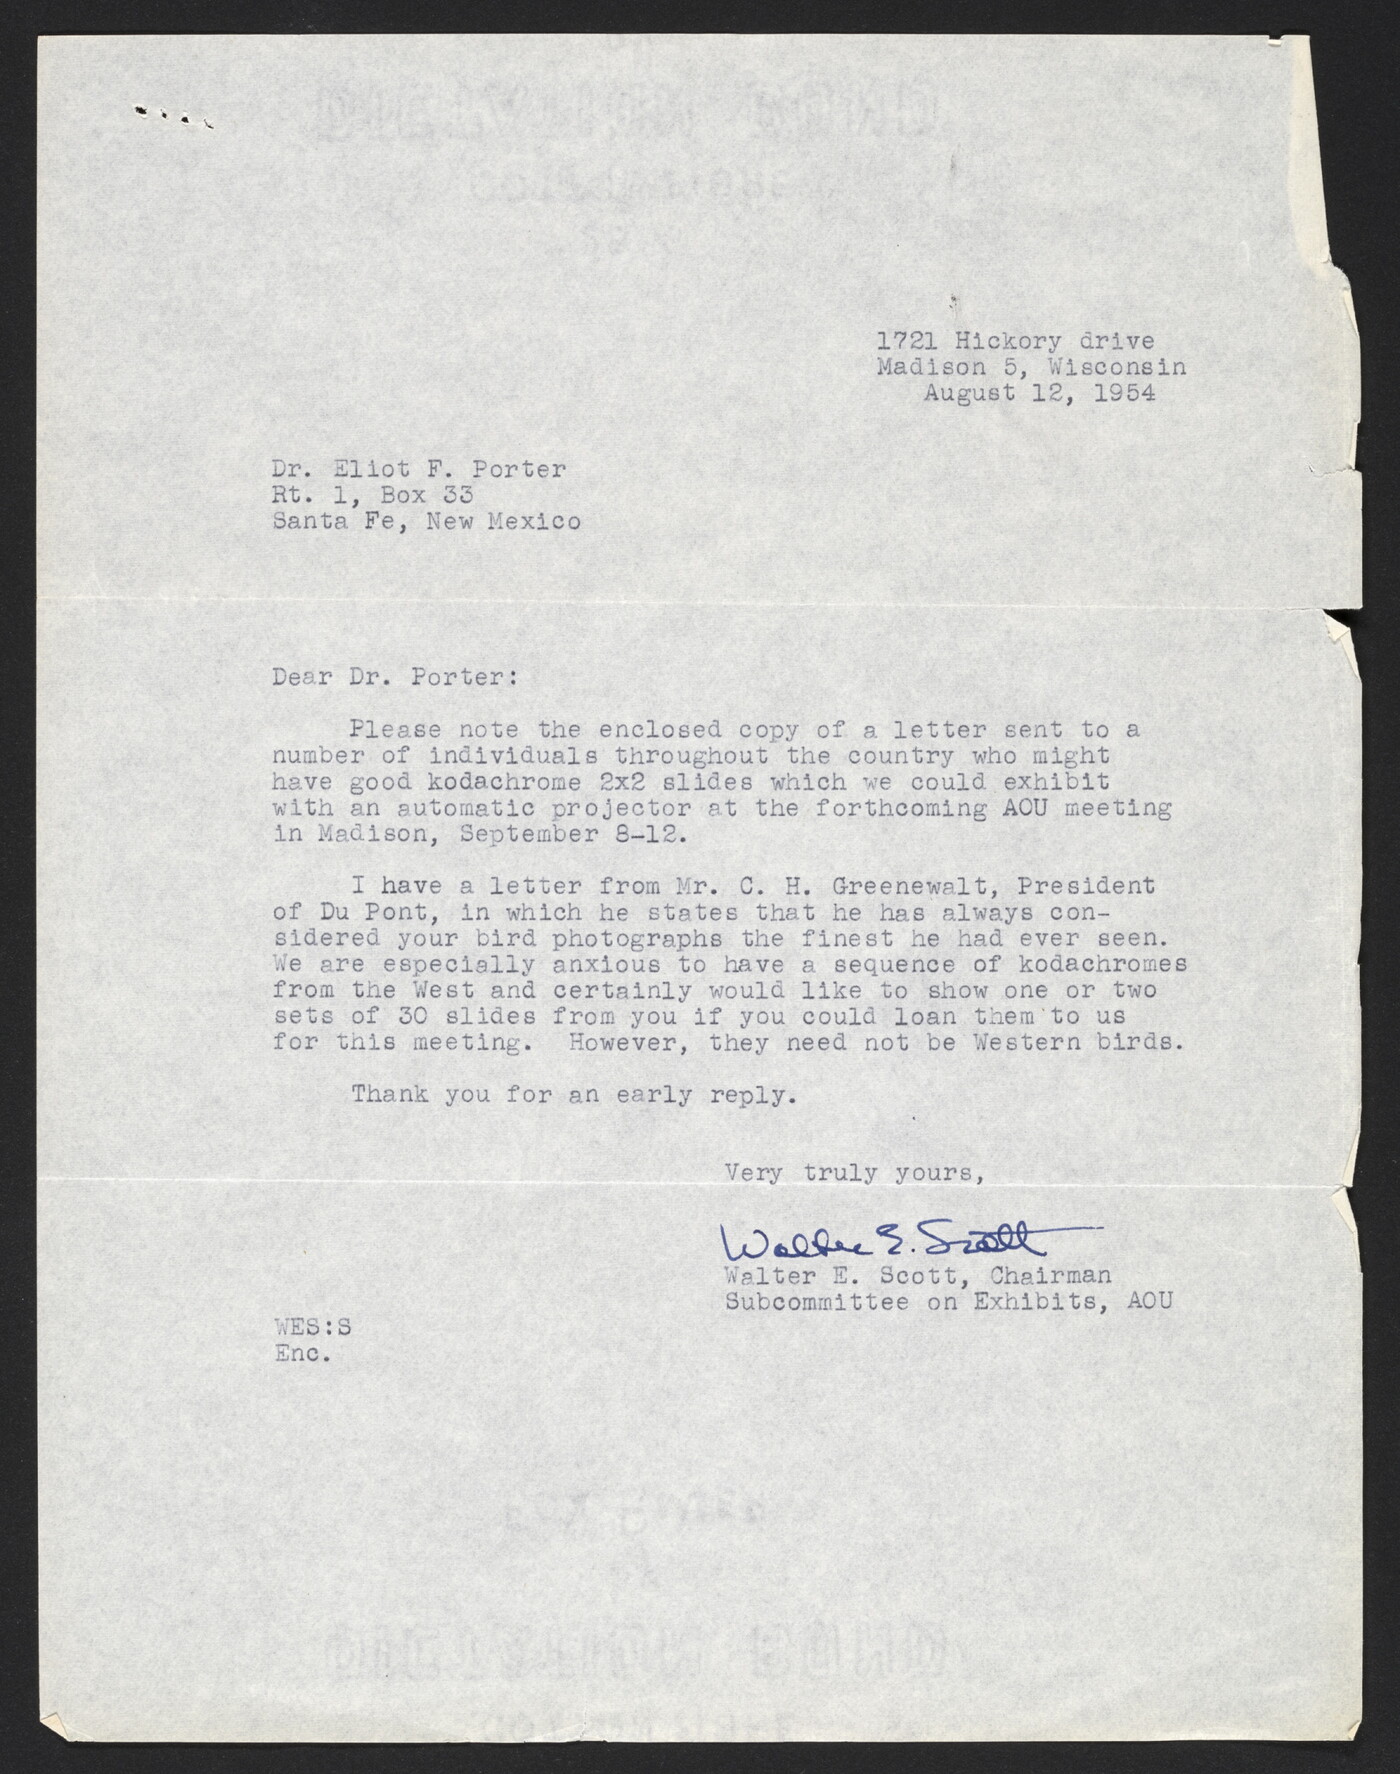 1721 Hickory drive
Madison 5, Wisconsin
August 12, 1954
Dr. Eliot F. Porter
Rt. 1, Box 33
Santa Fe, New Mexico
Dear Dr. Porter:
Please note the enclosed copy of a letter sent to a
number of individuals throughout the country who might
have good kodachrome 2x2 slides which we could exhibit
with an automatic projector at the forthcoming AOU meeting
in Madison, September 8-12.
I have a letter from Mr. C. H. Greenewalt, President
of Du Pont, in which he states that he has always con-
sidered your bird photographs the finest he had ever seen.
We are especially anxious to have a sequence of kodachromes
from the West and certainly would like to show one or two
sets of 30 slides from you if you could loan them to us
for this meeting. However, they need not be Western birds.
Thank you for an early reply.
Very truly yours,
Walter E. Scott
Walter E. Scott, Chairman
Subcommittee on Exhibits, AOU
WES:S
Enc.